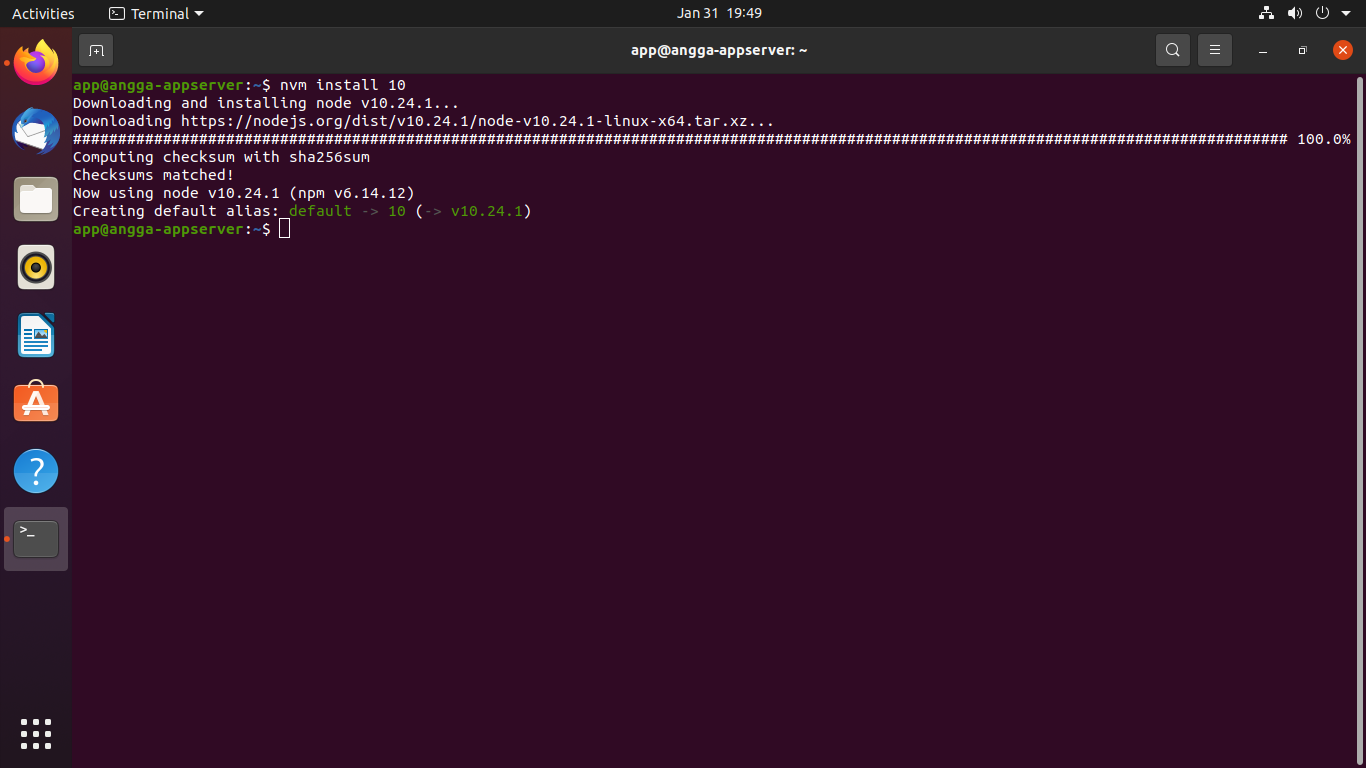 Activities
Terminal
Jan 31 19:49
app@angga-appserver: ~
app@angga-appserver:~$ nvm install 10
Downloading and installing node v10.24.1...
Downloading https://nodejs.org/dist/v10.24.1/node-v10.24.1-linux-x64.tar.xz...
####################################################################################################################################### 100.0%
Computing checksum with sha256sum
Checksums matched!
Now using node v10.24.1 (npm v6.14.12)
Creating default alias: default -> 10 (-> v10.24.1)
app@angga-appserver:~$